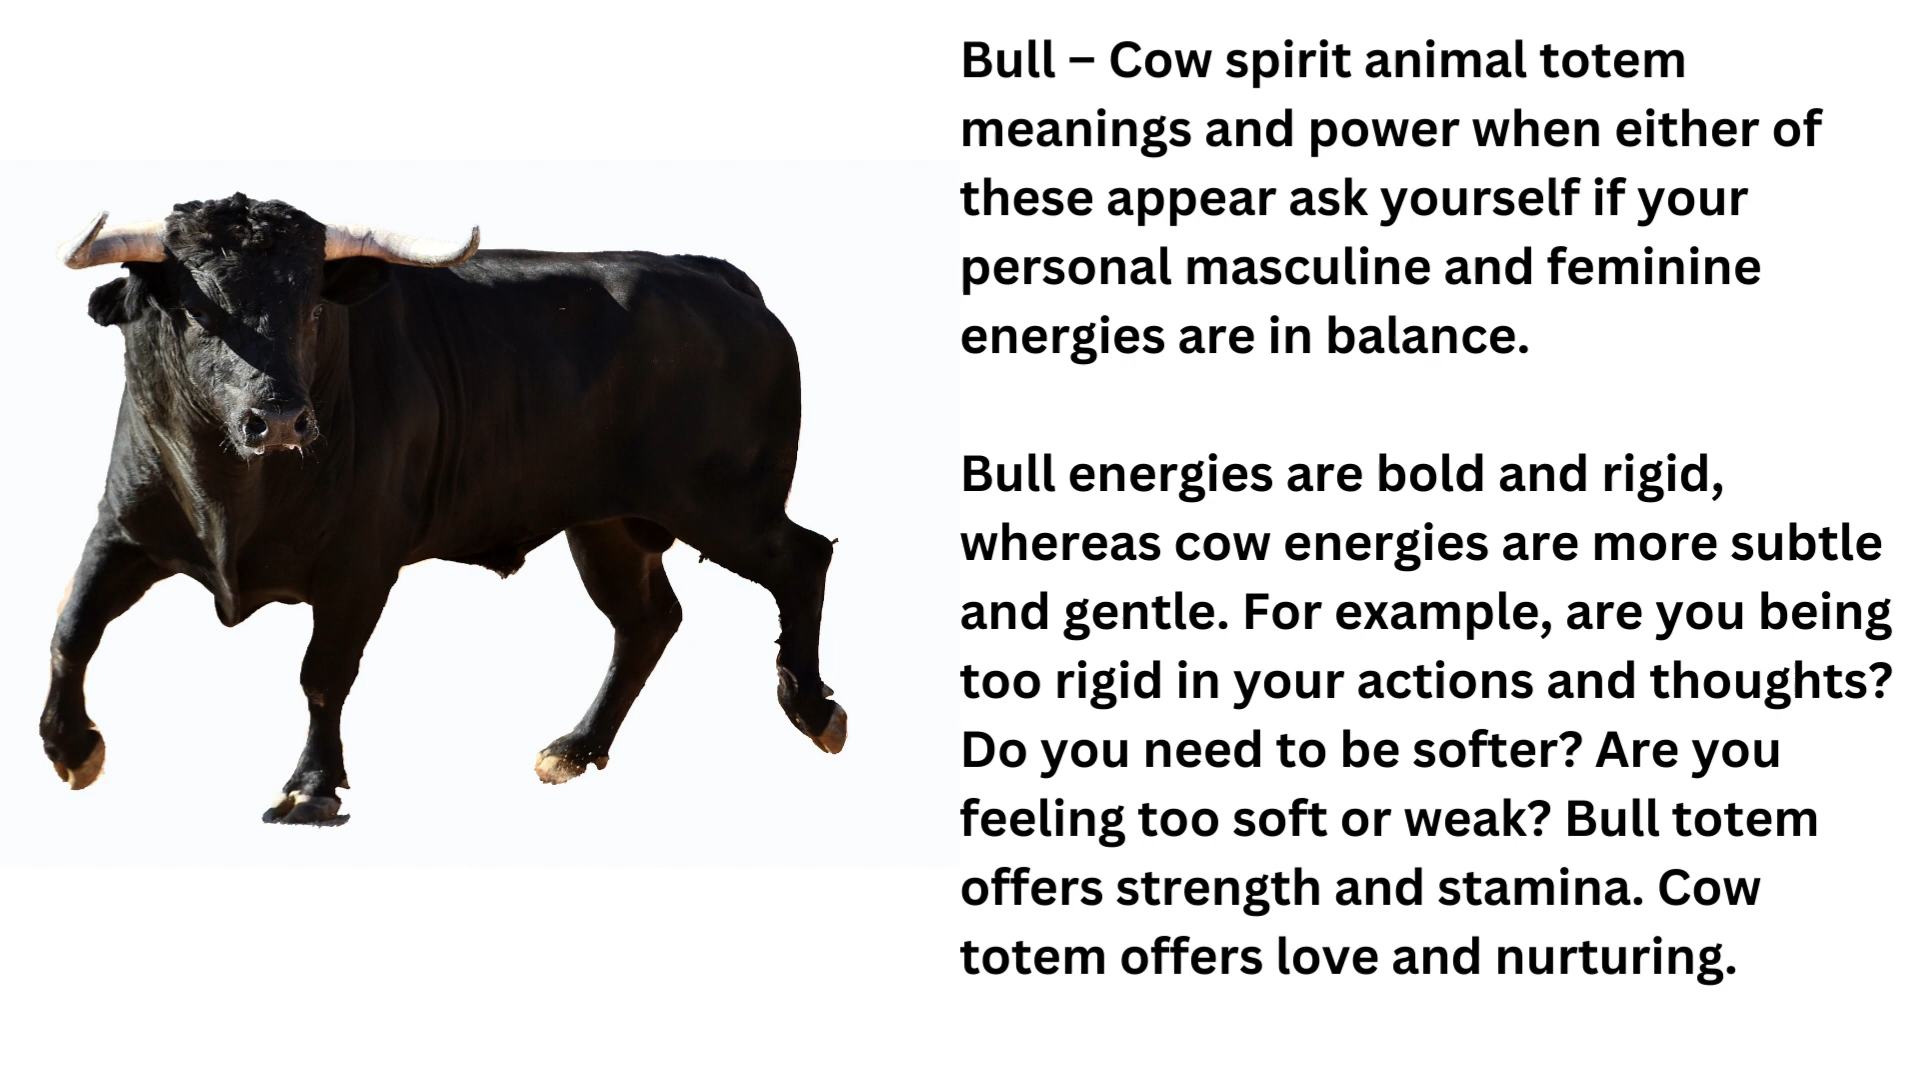 Bull – Cow spirit animal totem
meanings and power when either of
these appear ask yourself if your
personal masculine and feminine
energies are in balance.
Bull energies are bold and rigid,
whereas cow energies are more subtle
and gentle. For example, are you being
too rigid in your actions and thoughts?
Do you need to be softer? Are you
feeling too soft or weak? Bull totem
offers strength and stamina. Cow
totem offers love and nurturing.